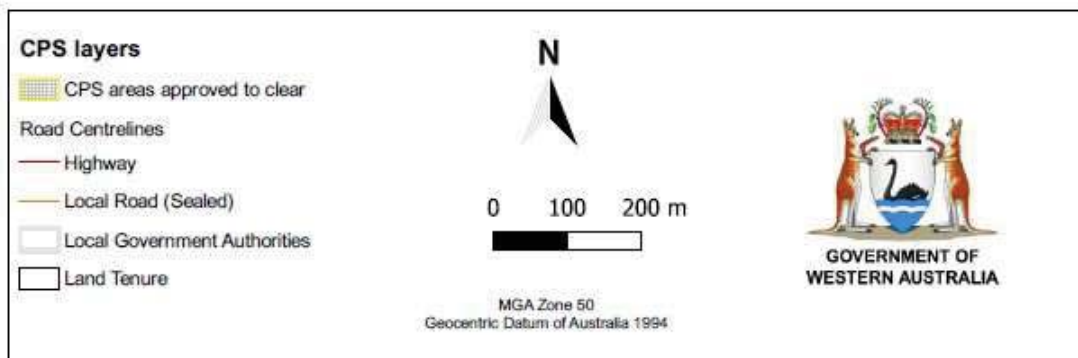 CPS layers
CPS areas approved to clear
Road Centrelines
Highway
Local Road (Sealed)
Local Government Authorities
Land Tenure
N
0 100 200 m
MGA Zone 50
Geocentric Datum of Australia 1994
GOVERNMENT OF
WESTERN AUSTRALIA